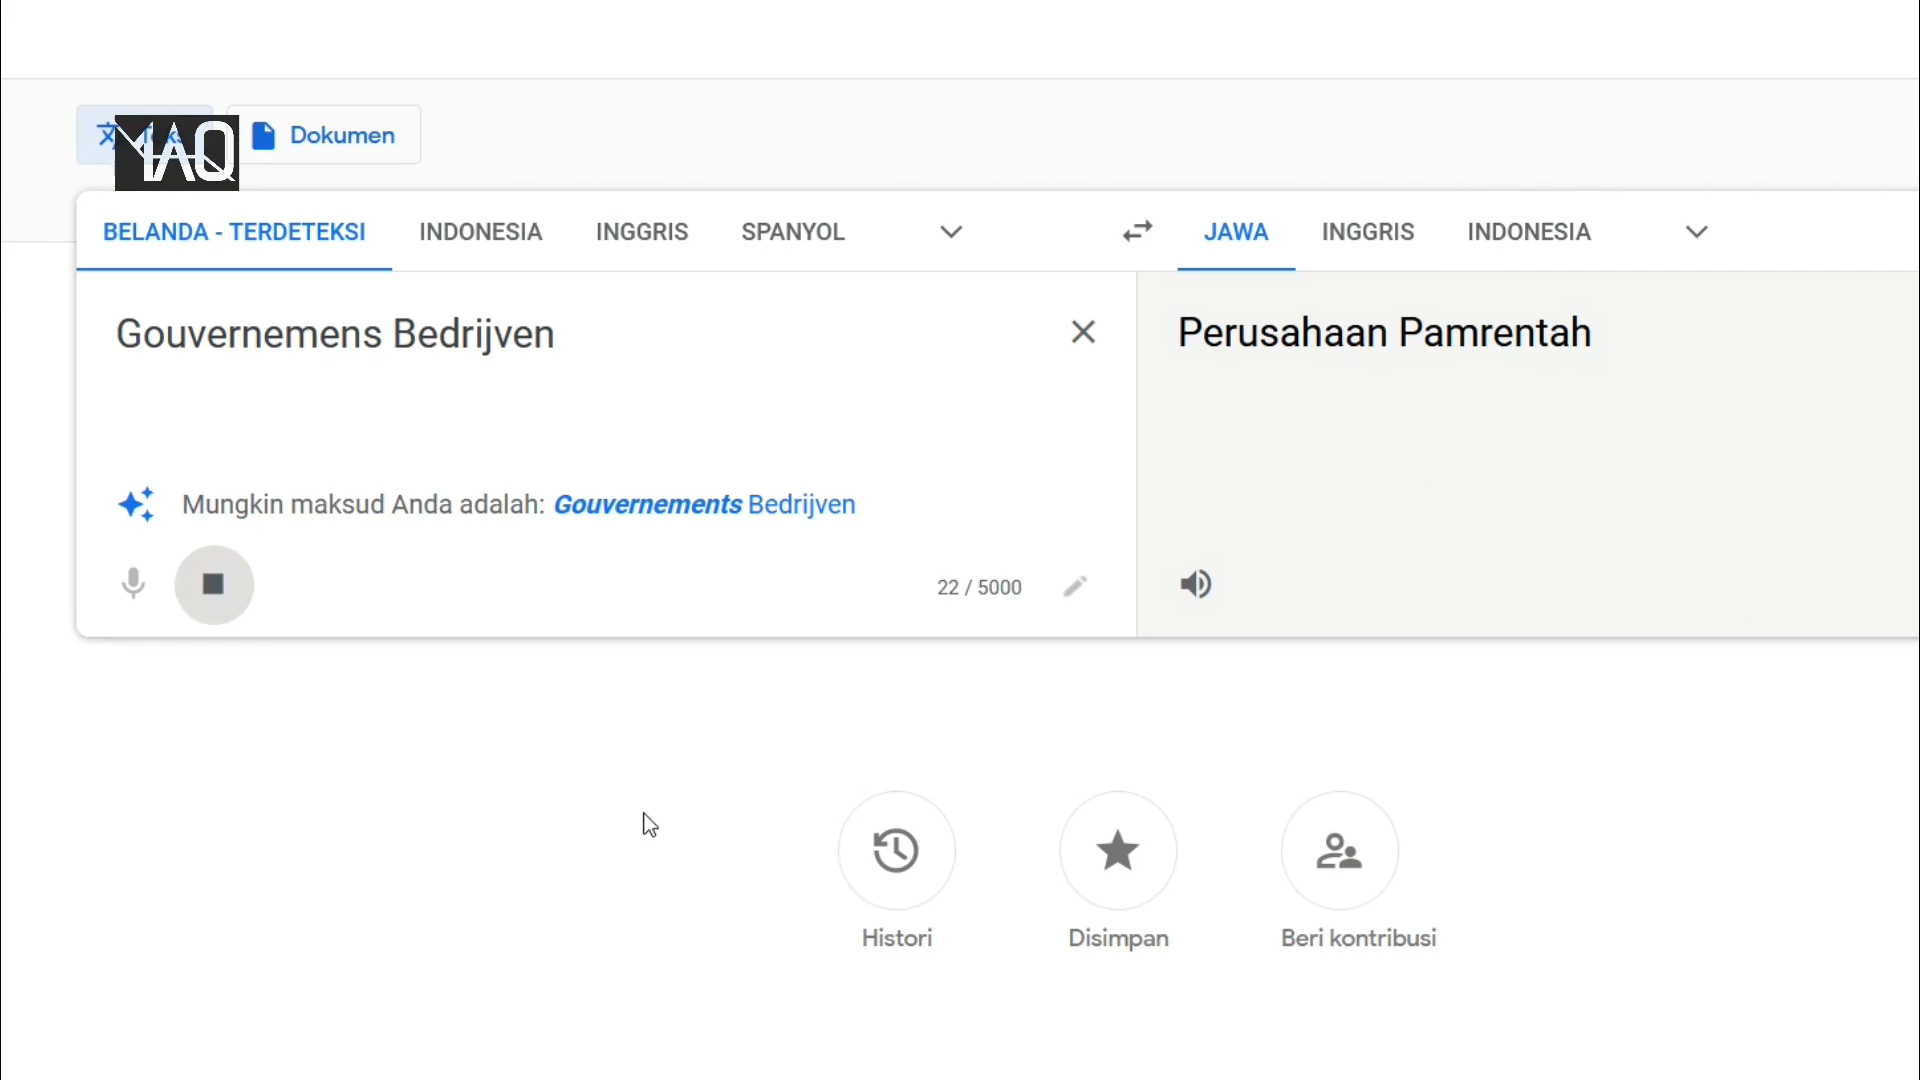 YAQ
Dokumen
BELANDA - TERDETEKSI INDONESIA INGGRIS SPANYOL JAWA INGGRIS INDONESIA
Gouvernemens Bedrijven
Perusahaan Pamrentah
Mungkin maksud Anda adalah: Gouvernements Bedrijven
22 / 5000
Histori Disimpan Beri kontribusi